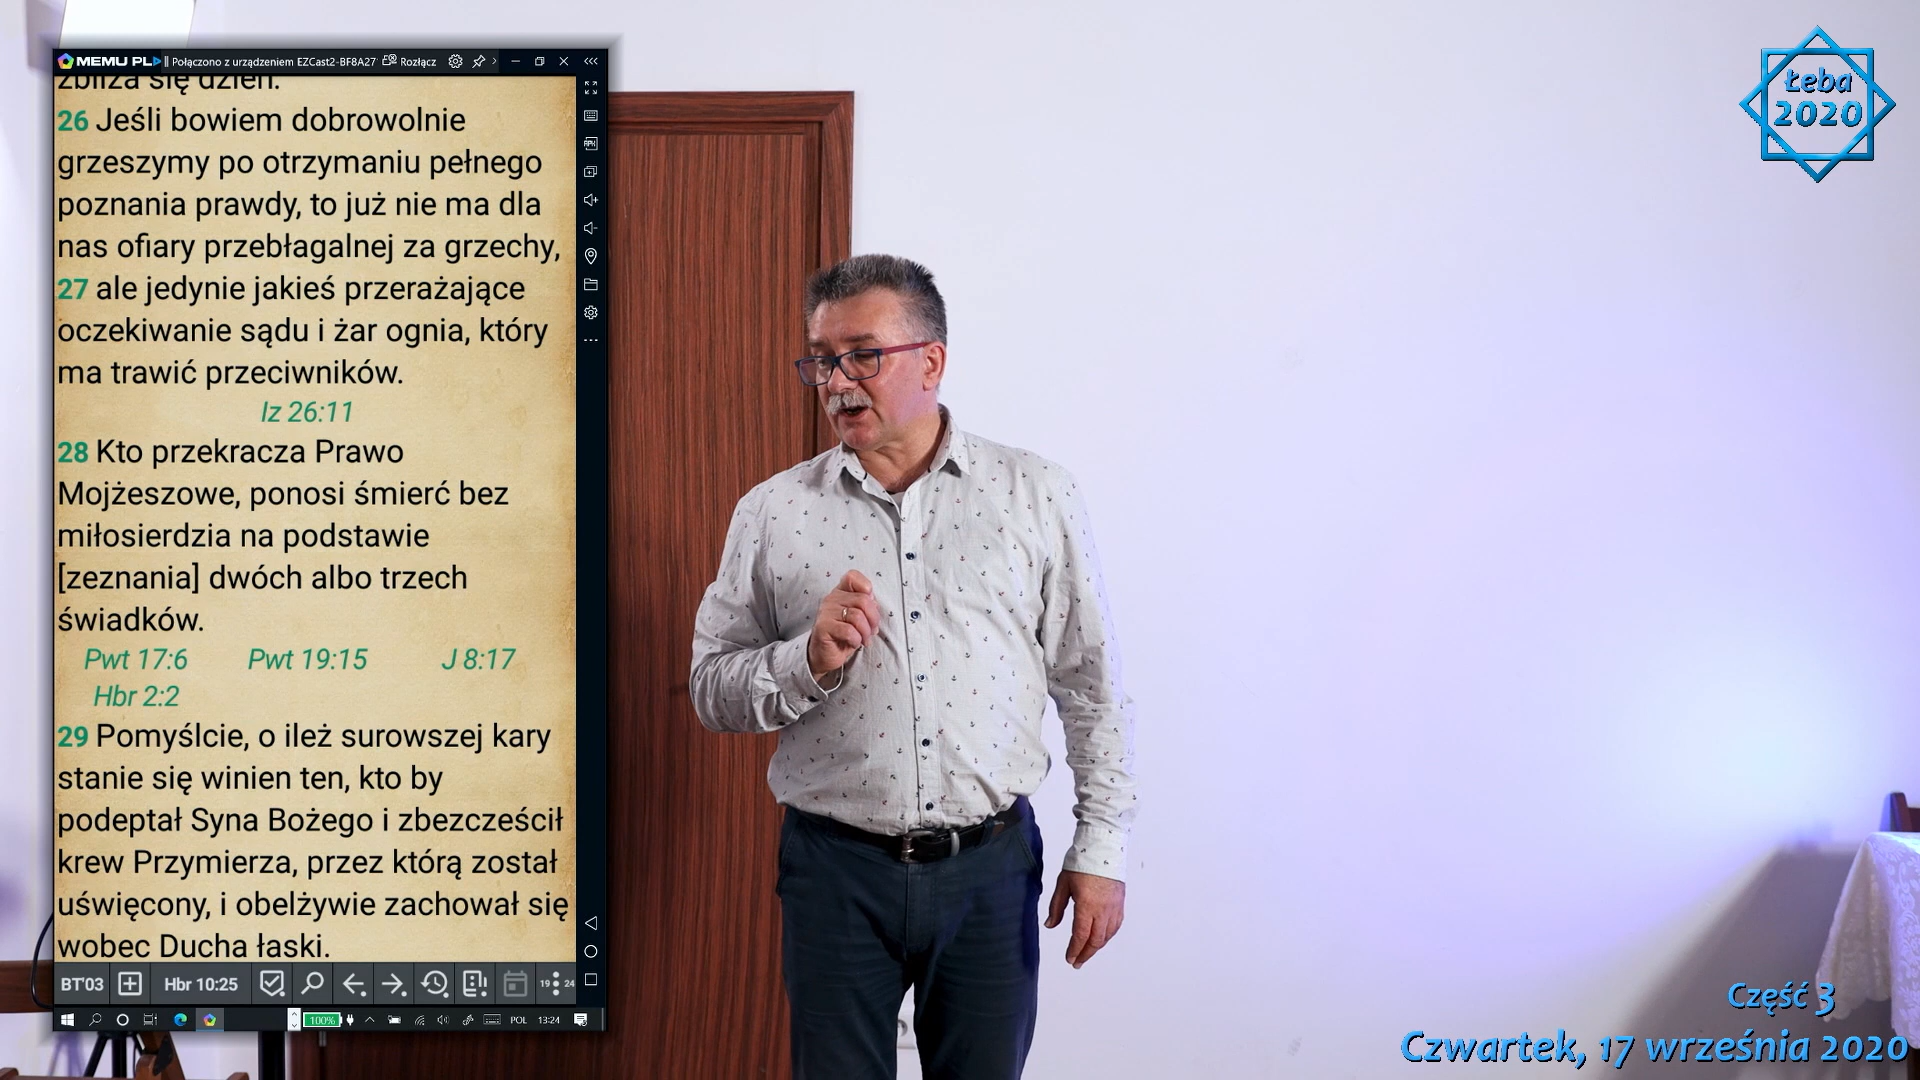 MEMU PL
Połączono z urządzeniem EZCast2-BF8A27
Rozłącz
zbliża się dzień.
26 Jeśli bowiem dobrowolnie
grzeszymy po otrzymaniu pełnego
poznania prawdy, to już nie ma dla
nas ofiary przebłagalnej za grzechy,
27 ale jedynie jakieś przerażające
oczekiwanie sądu i żar ognia, który
ma trawić przeciwników.
Iz 26:11
28 Kto przekracza Prawo
Mojżeszowe, ponosi śmierć bez
miłosierdzia na podstawie
[zeznania] dwóch albo trzech
świadków.
Pwt 17:6 Pwt 19:15 J 8:17
Hbr 2:2
29 Pomyślcie, o ileż surowszej kary
stanie się winien ten, kto by
podeptał Syna Bożego i zbezcześcił
krew Przymierza, przez którą został
uświęcony, i obelżywie zachował się
wobec Ducha łaski.
BT'03 Hbr 10:25 19 24
100% POL 13:24
Łeba
2020
Część 3
Czwartek, 17 września 2020